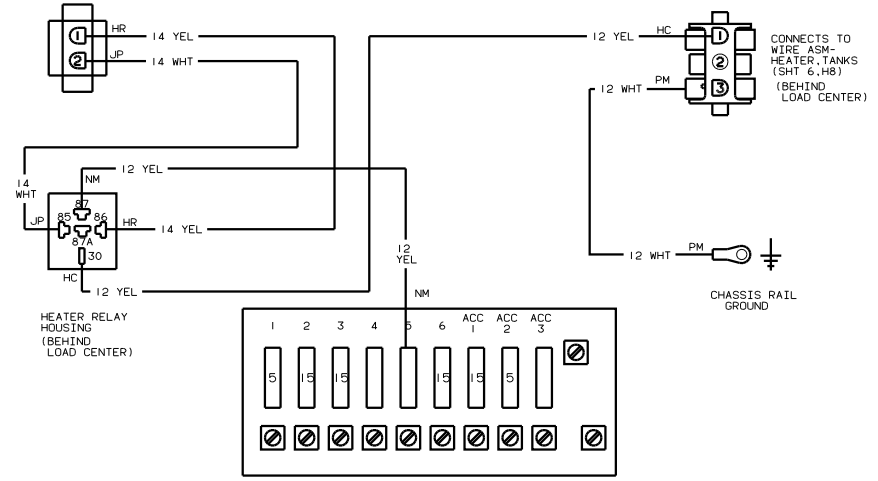 HR
1
14 YEL
JP
2
14 WHT
12 YEL
HC
1
2
3
CONNECTS TO
WIRE ASM-
HEATER,TANKS
(SHT 6,H8)
(BEHIND
LOAD CENTER)
PM
12 WHT
12 YEL
NM
14
WHT
87
85
86
JP
HR
14 YEL
87A
30
HC
12 YEL
12
YEL
NM
12 WHT
PM
CHASSIS RAIL
GROUND
HEATER RELAY
HOUSING
(BEHIND
LOAD CENTER)
1 2 3 4 5 6 ACC 1 ACC 2 ACC 3
5 15 15 15 15 5